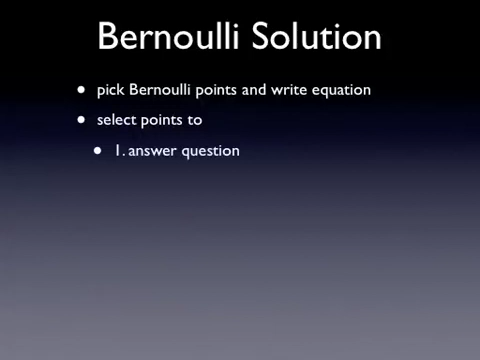 Bernoulli Solution
• pick Bernoulli points and write equation
• select points to
• 1. answer question